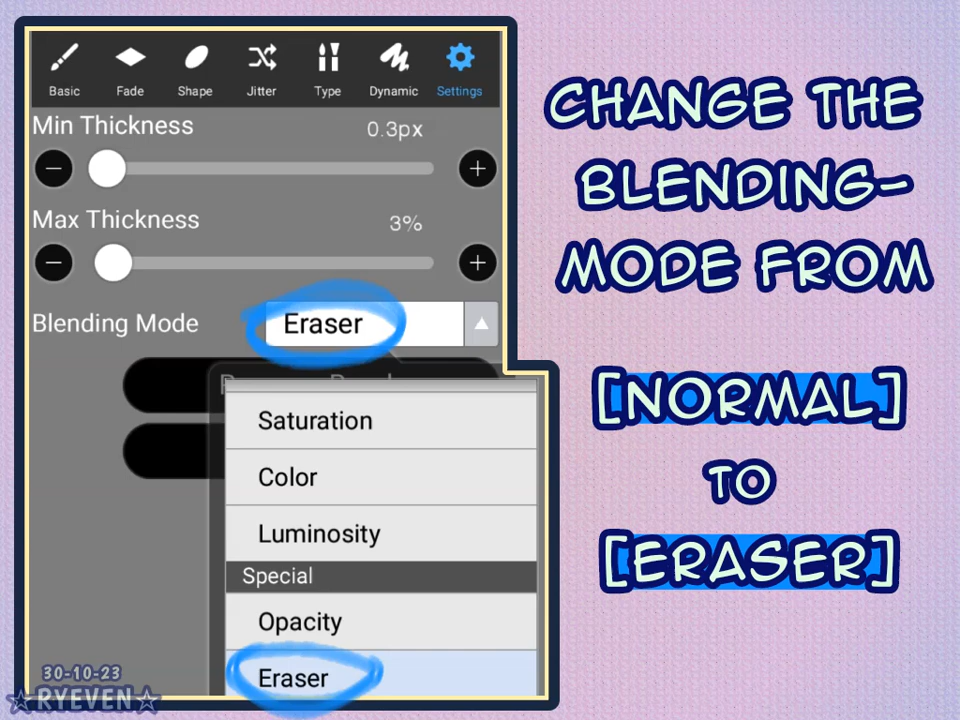 Basic
Fade
Shape
Jitter
Type
Dynamic
Settings
Min Thickness
0.3px
Max Thickness
3%
Blending Mode
Eraser
Saturation
Color
Luminosity
Special
Opacity
Eraser
CHANGE THE
BLENDING-
MODE FROM
[NORMAL]
TO
[ERASER]
30-10-23
☆RYEVEN☆